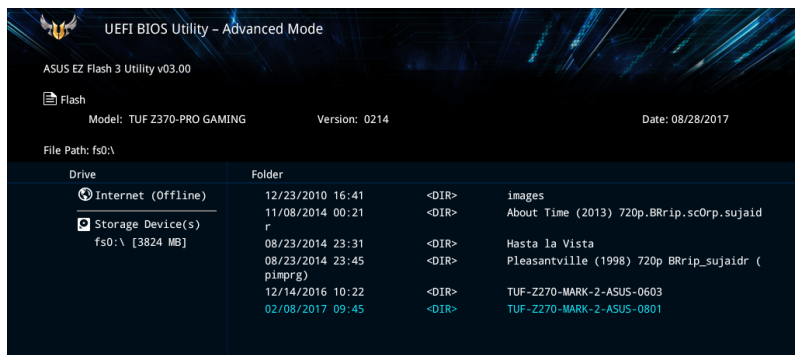 UEFI BIOS Utility – Advanced Mode
ASUS EZ Flash 3 Utility v03.00
Flash
Model: TUF Z370-PRO GAMING Version: 0214 Date: 08/28/2017
File Path: fs0:\
Drive Folder
Internet (Offline) 12/23/2010 16:41 <DIR> images
11/08/2014 00:21 <DIR> About Time (2013) 720p.BRrip.scOrp.sujaid
r
Storage Device(s)
fs0:\ [3824 MB] 08/23/2014 23:31 <DIR> Hasta la Vista
08/23/2014 23:45 <DIR> Pleasantville (1998) 720p BRrip_sujaidr (
pimprg)
12/14/2016 10:22 <DIR> TUF-Z270-MARK-2-ASUS-0603
02/08/2017 09:45 <DIR> TUF-Z270-MARK-2-ASUS-0801